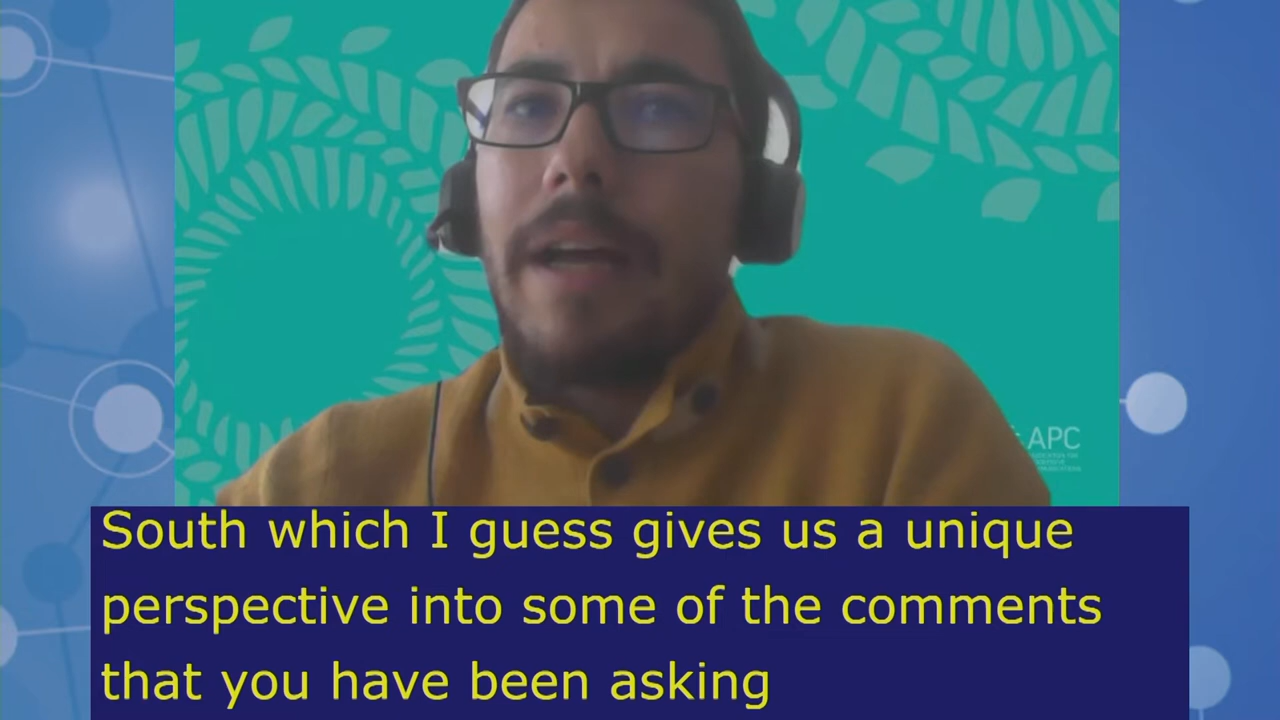 APC
South which I guess gives us a unique
perspective into some of the comments
that you have been asking